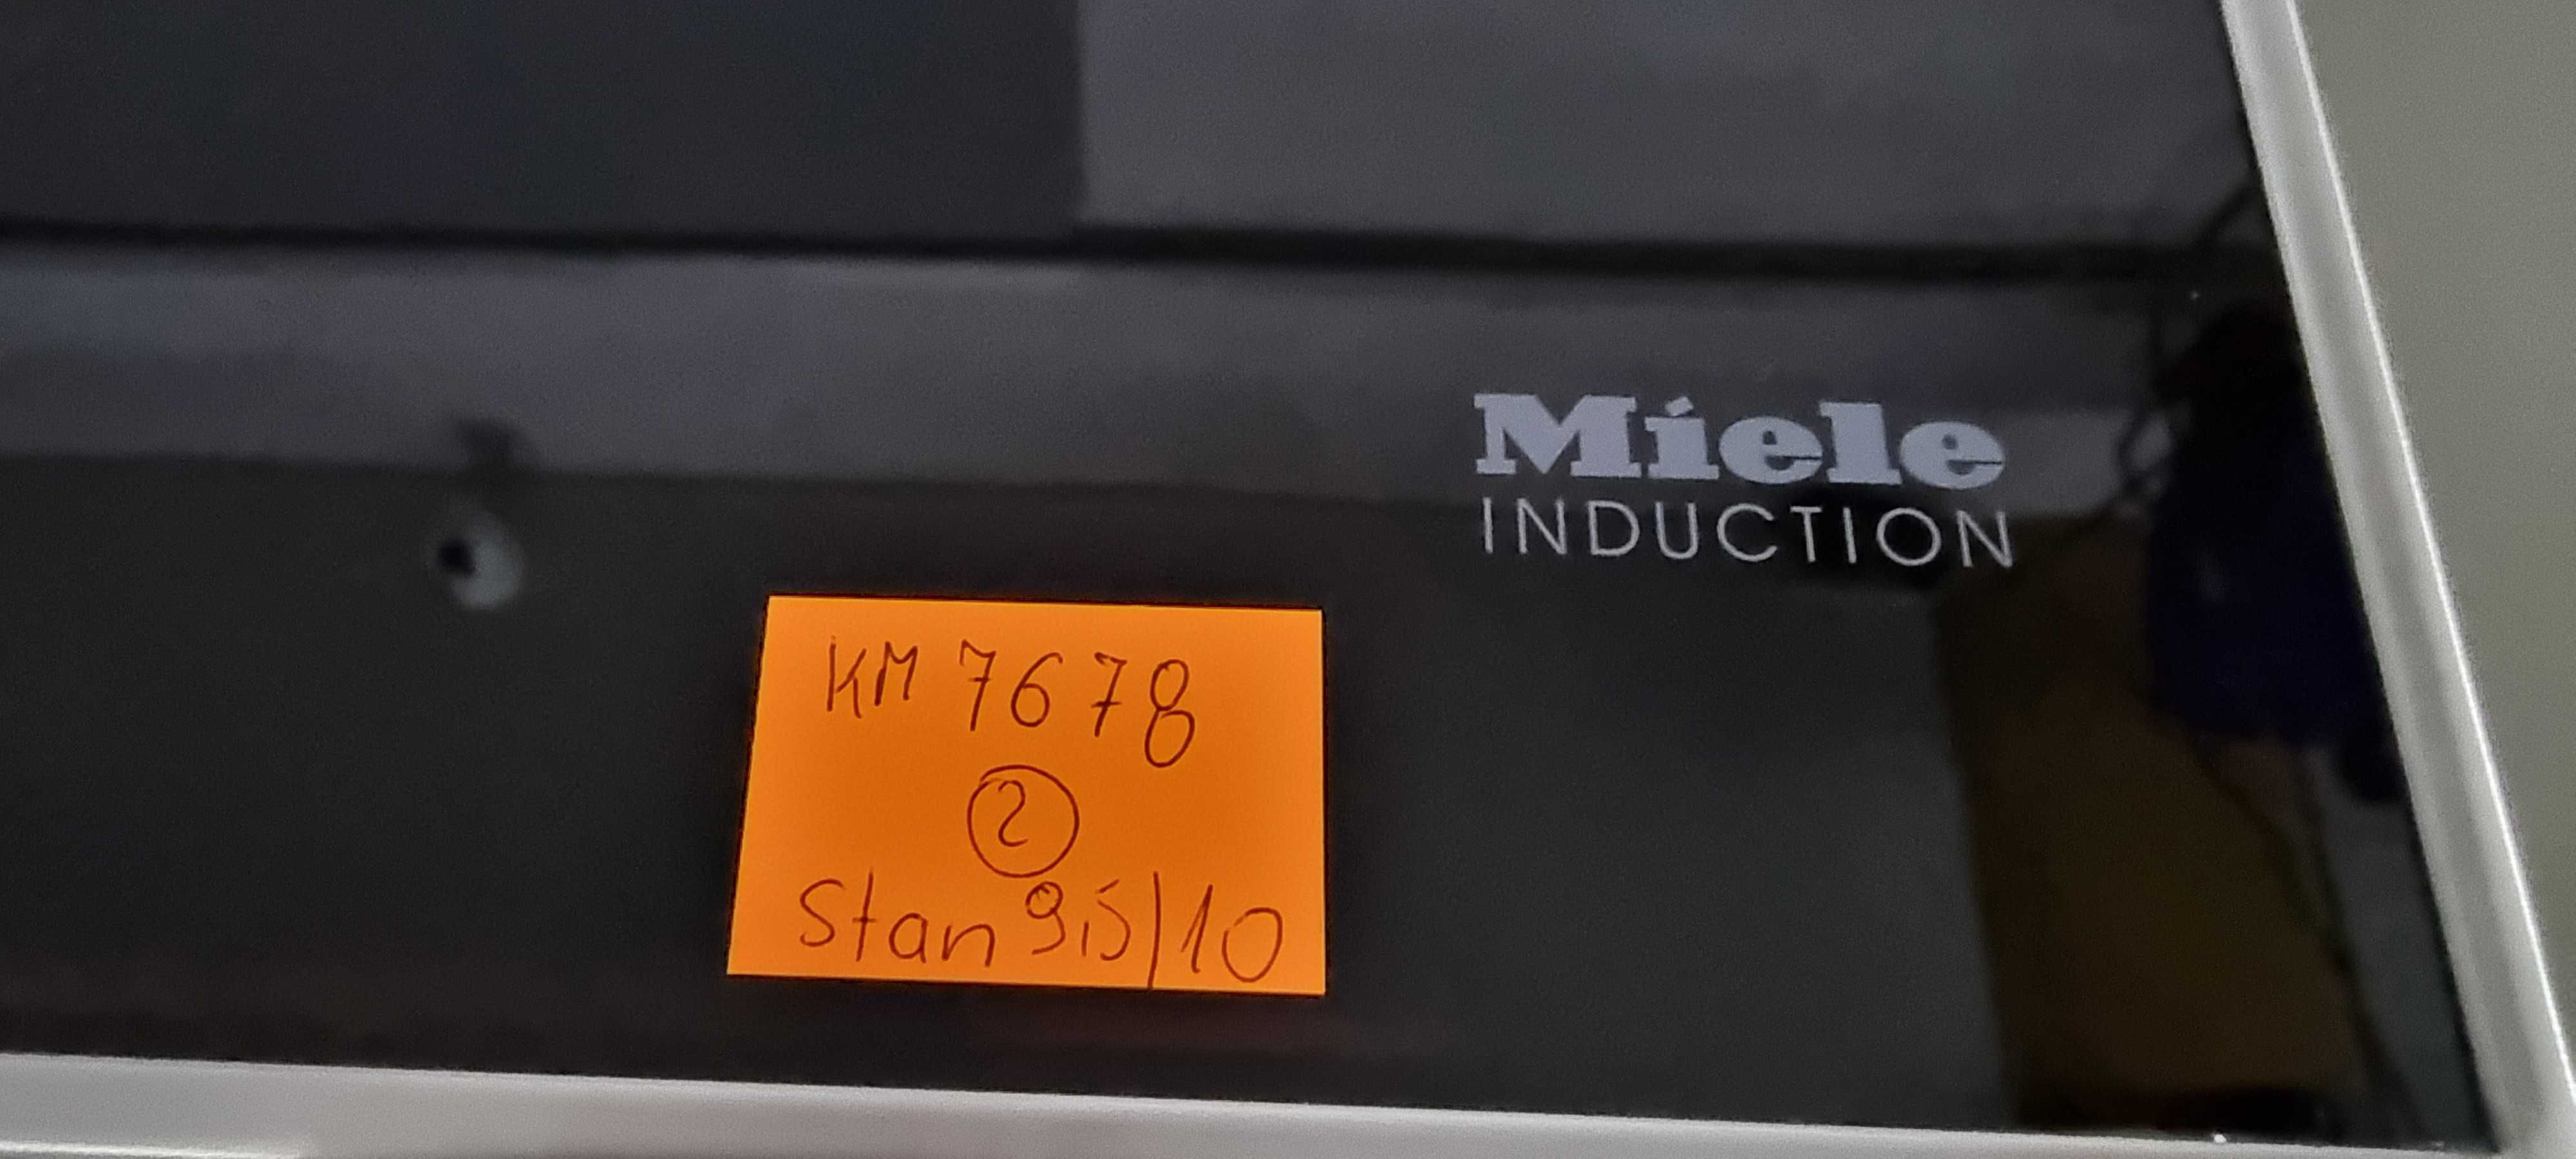 Miele
INDUCTION
KM 7678
2
Stan 9,5/10